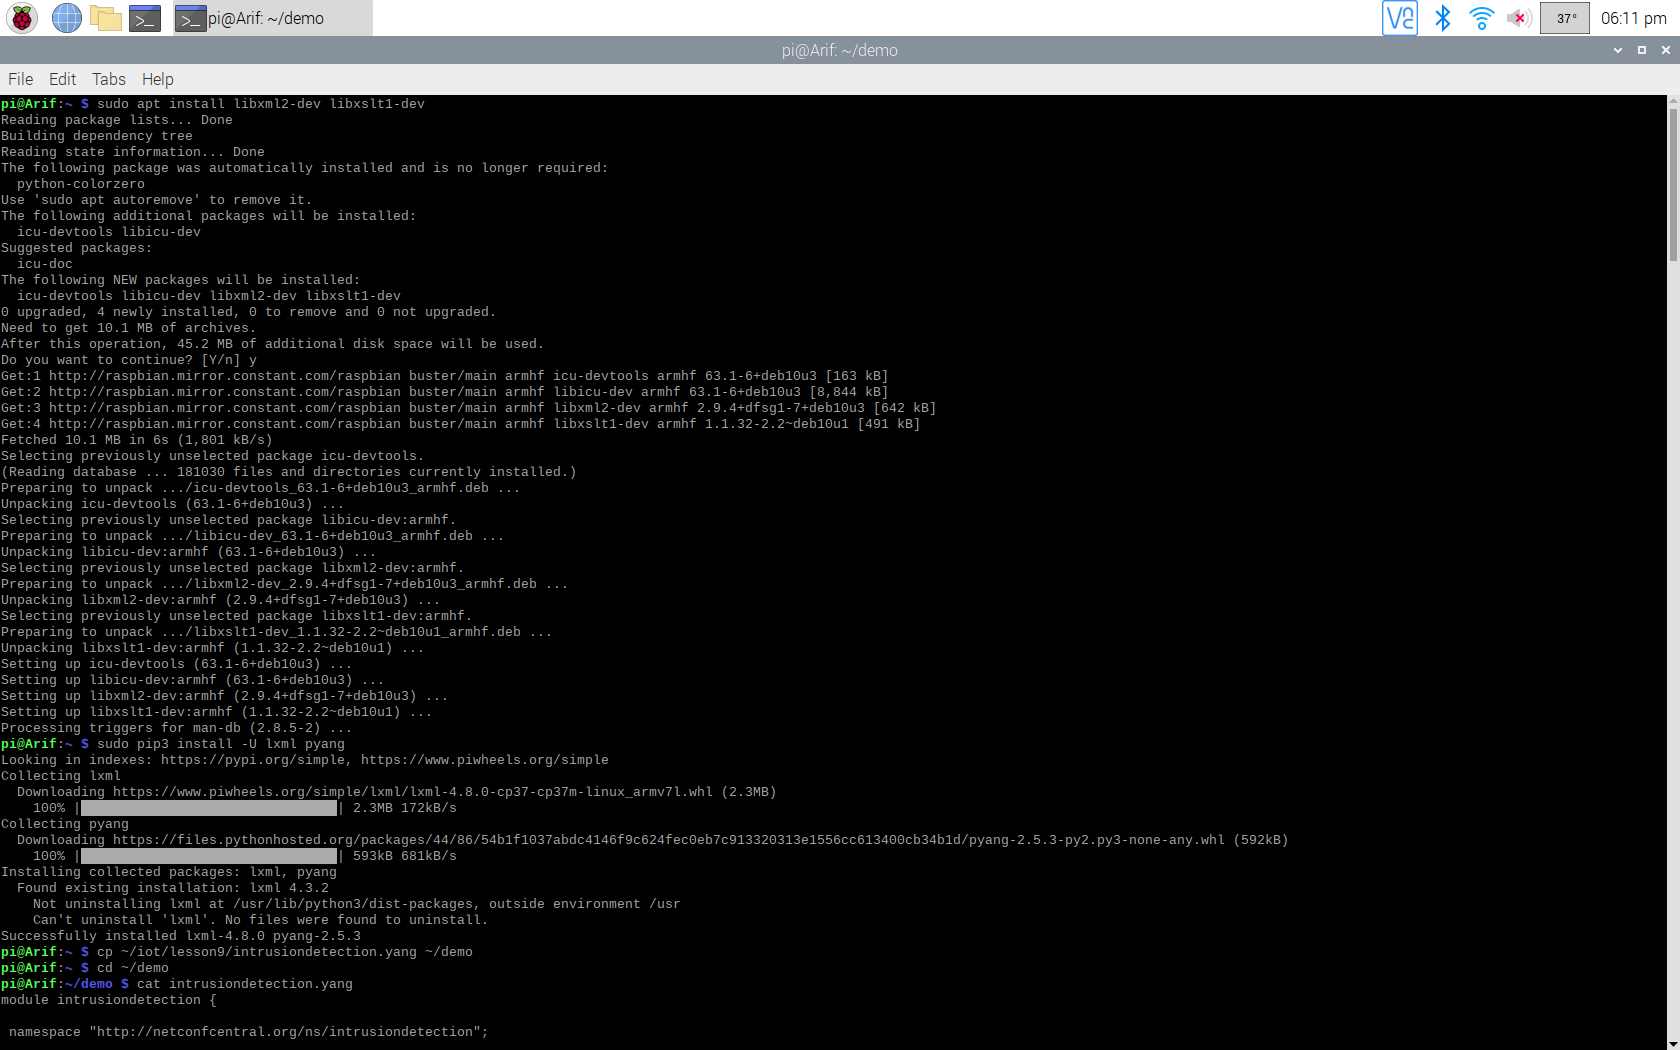 pi@Arif: ~/demo
37°
06:11 pm
pi@Arif: ~/demo
File Edit Tabs Help
pi@Arif:~ $ sudo apt install libxml2-dev libxslt1-dev
Reading package lists... Done
Building dependency tree
Reading state information... Done
The following package was automatically installed and is no longer required:
  python-colorzero
Use 'sudo apt autoremove' to remove it.
The following additional packages will be installed:
  icu-devtools libicu-dev
Suggested packages:
  icu-doc
The following NEW packages will be installed:
  icu-devtools libicu-dev libxml2-dev libxslt1-dev
0 upgraded, 4 newly installed, 0 to remove and 0 not upgraded.
Need to get 10.1 MB of archives.
After this operation, 45.2 MB of additional disk space will be used.
Do you want to continue? [Y/n] y
Get:1 http://raspbian.mirror.constant.com/raspbian buster/main armhf icu-devtools armhf 63.1-6+deb10u3 [163 kB]
Get:2 http://raspbian.mirror.constant.com/raspbian buster/main armhf libicu-dev armhf 63.1-6+deb10u3 [8,844 kB]
Get:3 http://raspbian.mirror.constant.com/raspbian buster/main armhf libxml2-dev armhf 2.9.4+dfsg1-7+deb10u3 [642 kB]
Get:4 http://raspbian.mirror.constant.com/raspbian buster/main armhf libxslt1-dev armhf 1.1.32-2.2~deb10u1 [491 kB]
Fetched 10.1 MB in 6s (1,801 kB/s)
Selecting previously unselected package icu-devtools.
(Reading database ... 181030 files and directories currently installed.)
Preparing to unpack .../icu-devtools_63.1-6+deb10u3_armhf.deb ...
Unpacking icu-devtools (63.1-6+deb10u3) ...
Selecting previously unselected package libicu-dev:armhf.
Preparing to unpack .../libicu-dev_63.1-6+deb10u3_armhf.deb ...
Unpacking libicu-dev:armhf (63.1-6+deb10u3) ...
Selecting previously unselected package libxml2-dev:armhf.
Preparing to unpack .../libxml2-dev_2.9.4+dfsg1-7+deb10u3_armhf.deb ...
Unpacking libxml2-dev:armhf (2.9.4+dfsg1-7+deb10u3) ...
Selecting previously unselected package libxslt1-dev:armhf.
Preparing to unpack .../libxslt1-dev_1.1.32-2.2~deb10u1_armhf.deb ...
Unpacking libxslt1-dev:armhf (1.1.32-2.2~deb10u1) ...
Setting up icu-devtools (63.1-6+deb10u3) ...
Setting up libicu-dev:armhf (63.1-6+deb10u3) ...
Setting up libxml2-dev:armhf (2.9.4+dfsg1-7+deb10u3) ...
Setting up libxslt1-dev:armhf (1.1.32-2.2~deb10u1) ...
Processing triggers for man-db (2.8.5-2) ...
pi@Arif:~ $ sudo pip3 install -U lxml pyang
Looking in indexes: https://pypi.org/simple, https://www.piwheels.org/simple
Collecting lxml
  Downloading https://www.piwheels.org/simple/lxml/lxml-4.8.0-cp37-cp37m-linux_armv7l.whl (2.3MB)
    100% |████████████████████████████████| 2.3MB 172kB/s
Collecting pyang
  Downloading https://files.pythonhosted.org/packages/44/86/54b1f1037abdc4146f9c624fec0eb7c913320313e1556cc613400cb34b1d/pyang-2.5.3-py2.py3-none-any.whl (592kB)
    100% |████████████████████████████████| 593kB 681kB/s
Installing collected packages: lxml, pyang
  Found existing installation: lxml 4.3.2
    Not uninstalling lxml at /usr/lib/python3/dist-packages, outside environment /usr
    Can't uninstall 'lxml'. No files were found to uninstall.
Successfully installed lxml-4.8.0 pyang-2.5.3
pi@Arif:~ $ cp ~/iot/lesson9/intrusiondetection.yang ~/demo
pi@Arif:~ $ cd ~/demo
pi@Arif:~/demo $ cat intrusiondetection.yang
module intrusiondetection {
 namespace "http://netconfcentral.org/ns/intrusiondetection";